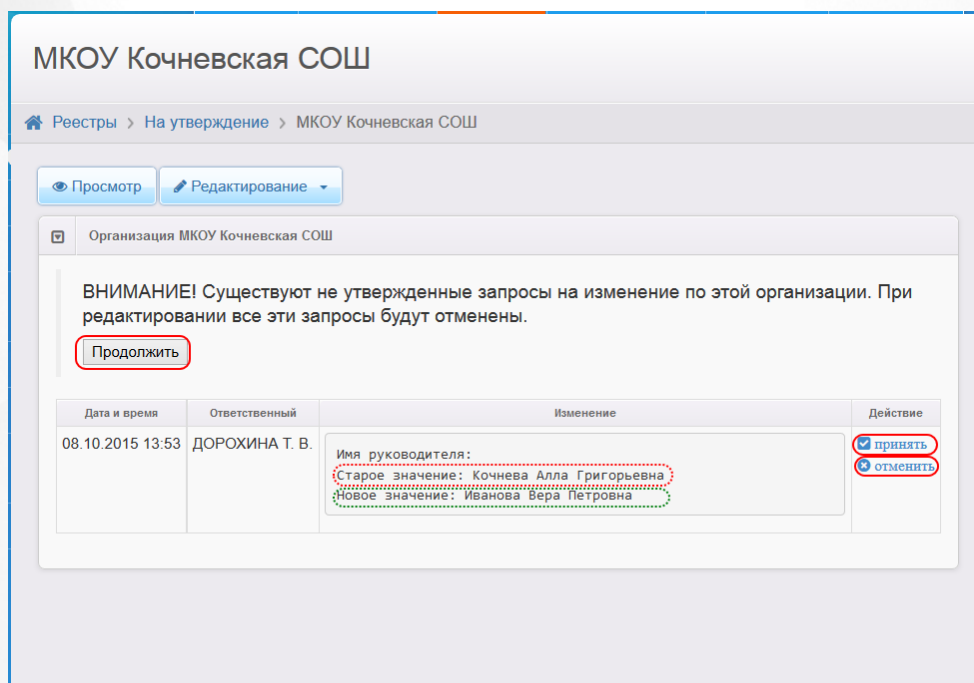 МКОУ Кочневская СОШ
Реестры > На утверждение > МКОУ Кочневская СОШ
Просмотр Редактирование
Организация МКОУ Кочневская СОШ
ВНИМАНИЕ! Существуют не утвержденные запросы на изменение по этой организации. При
редактировании все эти запросы будут отменены.
Продолжить
Дата и время Ответственный Изменение Действие
08.10.2015 13:53 ДОРОХИНА Т. В. Имя руководителя: принять
Старое значение: Кочнева Алла Григорьевна отменить
Новое значение: Иванова Вера Петровна